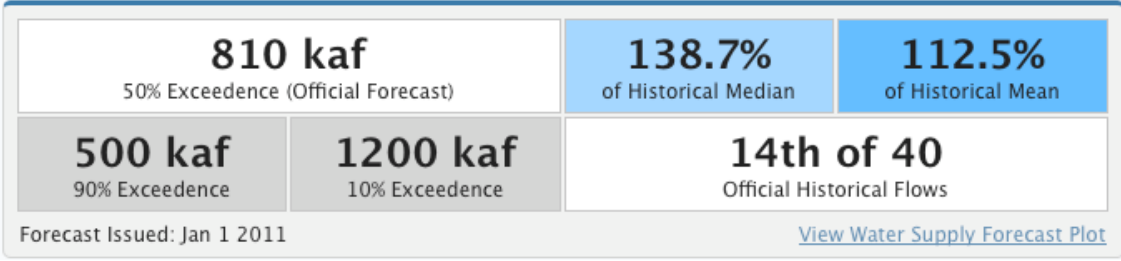 810 kaf
50% Exceedence (Official Forecast)
138.7%
of Historical Median
112.5%
of Historical Mean
500 kaf
90% Exceedence
1200 kaf
10% Exceedence
14th of 40
Official Historical Flows
Forecast Issued: Jan 1 2011
View Water Supply Forecast Plot